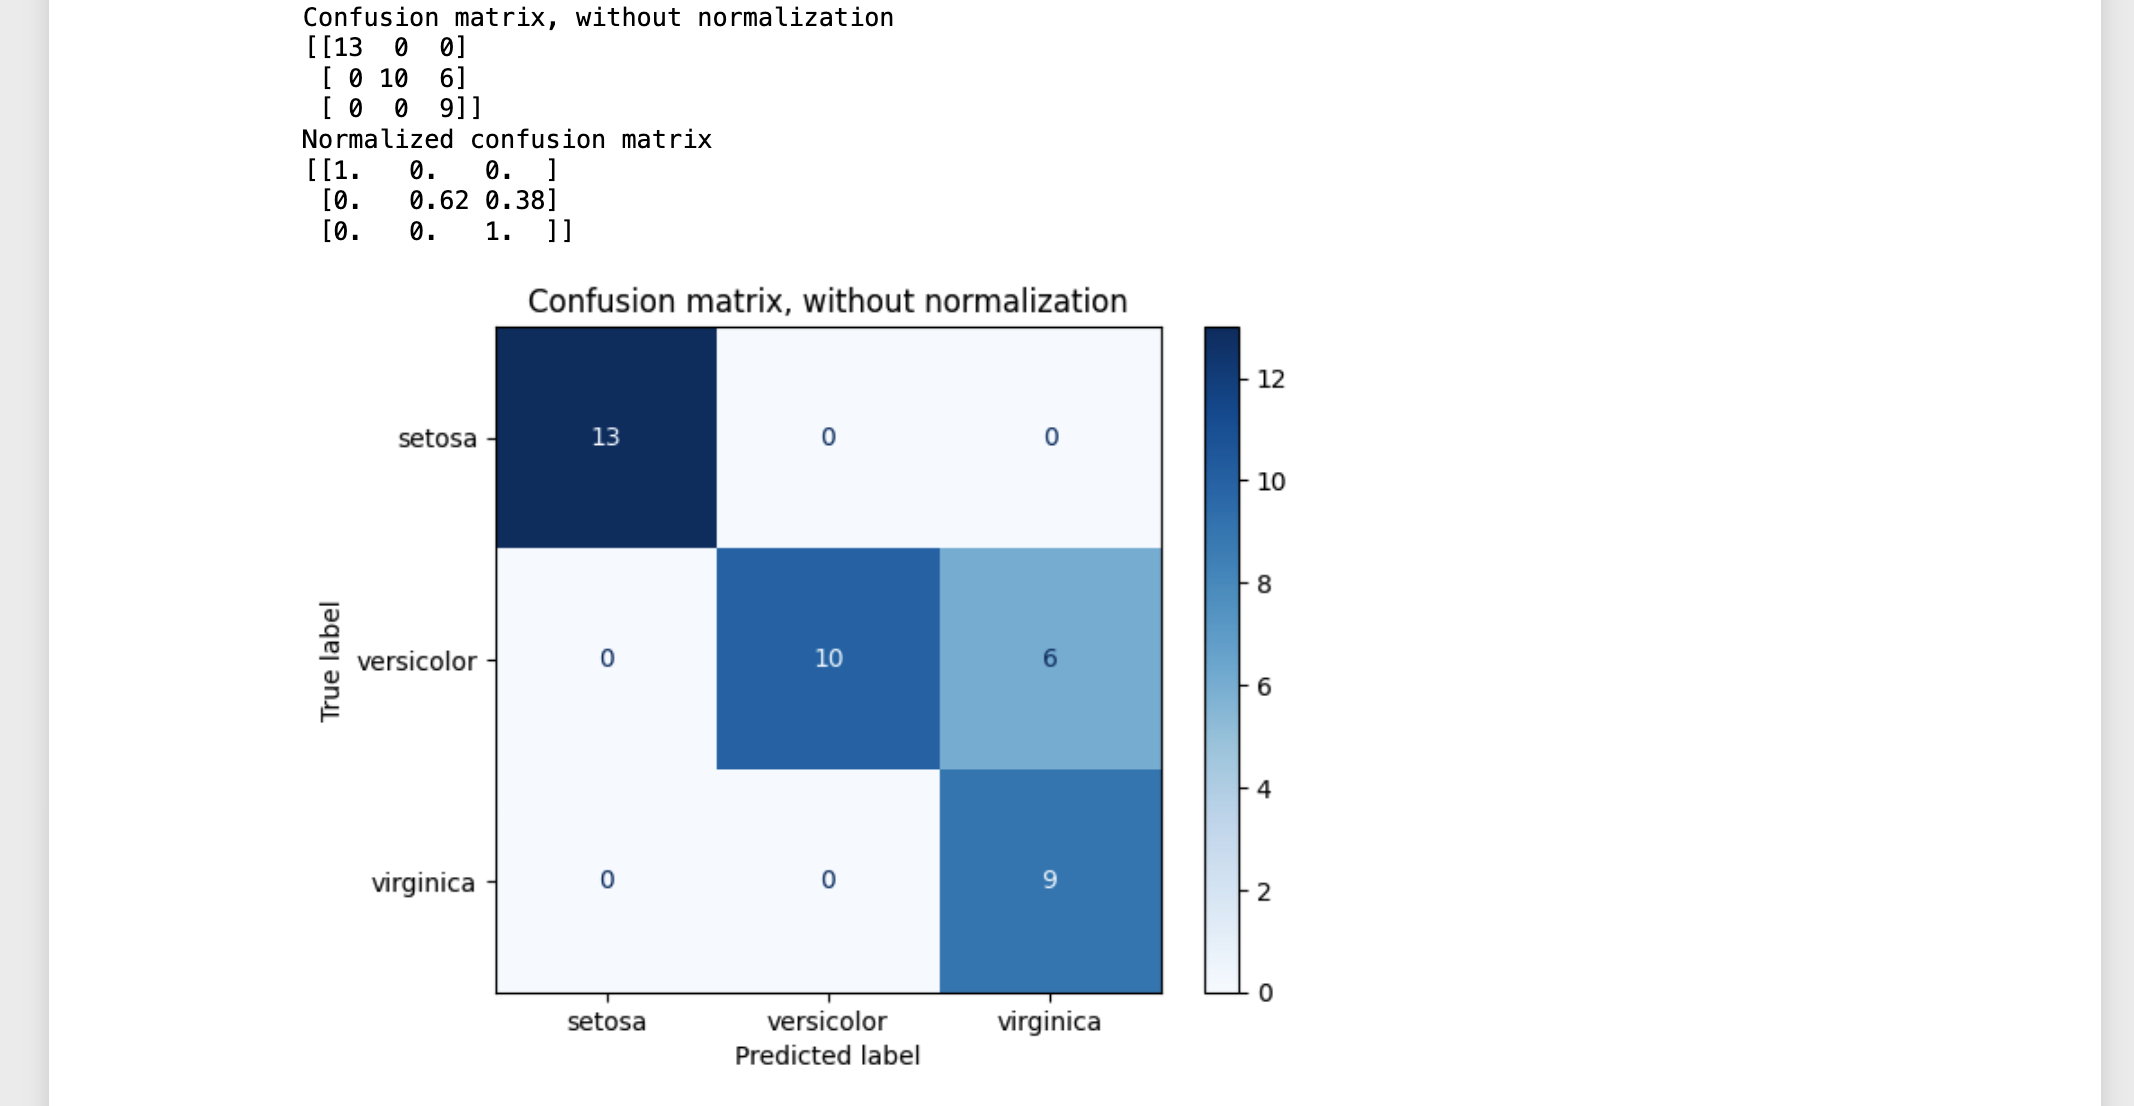 Confusion matrix, without normalization
[[13  0  0]
 [ 0 10  6]
 [ 0  0  9]]
Normalized confusion matrix
[[1.   0.   0.  ]
 [0.   0.62 0.38]
 [0.   0.   1.  ]]
Confusion matrix, without normalization
True label
setosa 13 0 0
versicolor 0 10 6
virginica 0 0 9
setosa versicolor virginica
Predicted label
12
10
8
6
4
2
0